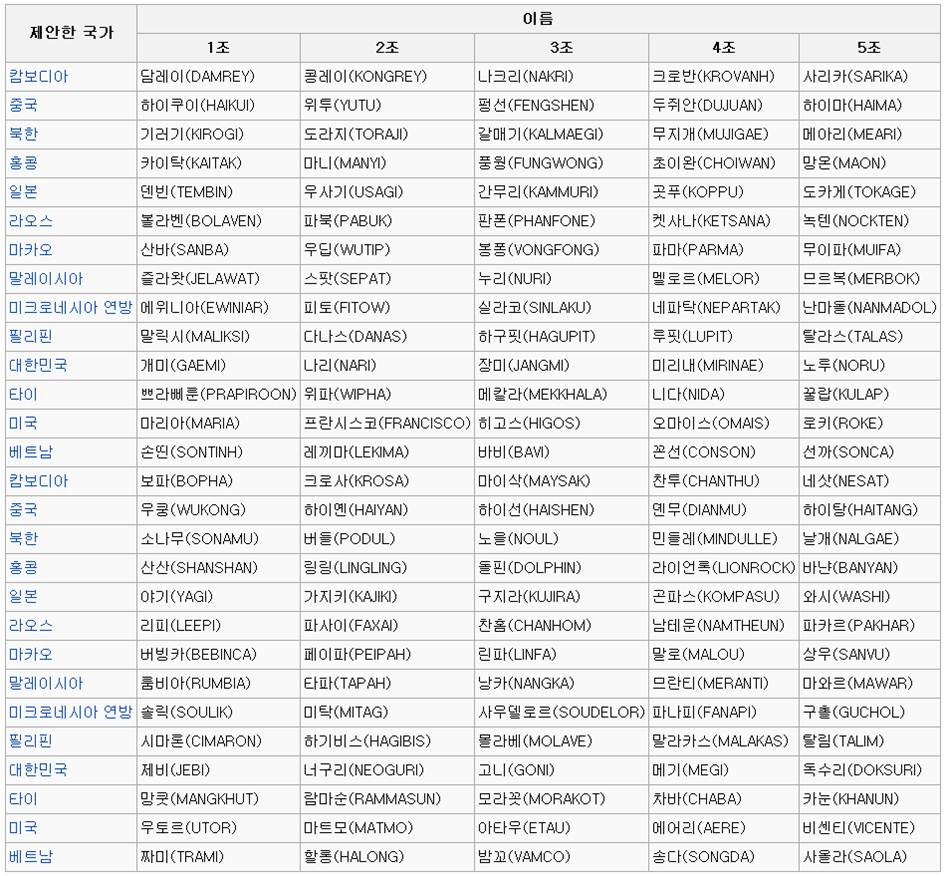 제안한 국가 이름
1조 2조 3조 4조 5조
캄보디아 담레이(DAMREY) 콩레이(KONGREY) 나크리(NAKRI) 크로반(KROVANH) 사리카(SARIKA)
중국 하이쿠이(HAIKUI) 위투(YUTU) 펑선(FENGSHEN) 두쥐안(DUJUAN) 하이마(HAIMA)
북한 기러기(KIROGI) 도라지(TORAJI) 갈매기(KALMAEGI) 무지개(MUJIGAE) 메아리(MEARI)
홍콩 카이탁(KAITAK) 마니(MANYI) 풍웡(FUNGWONG) 초이완(CHOIWAN) 망온(MAON)
일본 덴빈(TEMBIN) 우사기(USAGI) 간무리(KAMMURI) 곳푸(KOPPU) 도카게(TOKAGE)
라오스 볼라벤(BOLAVEN) 파북(PABUK) 판폰(PHANFONE) 켓사나(KETSANA) 녹텐(NOCKTEN)
마카오 산바(SANBA) 우딥(WUTIP) 봉퐁(VONGFONG) 파마(PARMA) 무이파(MUIFA)
말레이시아 즐라왓(JELAWAT) 스팟(SEPAT) 누리(NURI) 멜로르(MELOR) 므르복(MERBOK)
미크로네시아 연방 에위니아(EWINIAR) 피토(FITOW) 실라코(SINLAKU) 네파탁(NEPARTAK) 난마돌(NANMADOL)
필리핀 말릭시(MALIKSI) 다나스(DANAS) 하구핏(HAGUPIT) 루핏(LUPIT) 탈라스(TALAS)
대한민국 개미(GAEMI) 나리(NARI) 장미(JANGMI) 미리내(MIRINAE) 노루(NORU)
타이 쁘라삐룬(PRAPIROON) 위파(WIPHA) 메칼라(MEKKHALA) 니다(NIDA) 꿀랍(KULAP)
미국 마리아(MARIA) 프란시스코(FRANCISCO) 히고스(HIGOS) 오마이스(OMAIS) 로키(ROKE)
베트남 손띤(SONTINH) 레끼마(LEKIMA) 바비(BAVI) 꼰선(CONSON) 선까(SONCA)
캄보디아 보파(BOPHA) 크로사(KROSA) 마이삭(MAYSAK) 찬투(CHANTHU) 네삿(NESAT)
중국 우쿵(WUKONG) 하이옌(HAIYAN) 하이선(HAISHEN) 뎬무(DIANMU) 하이탕(HAITANG)
북한 소나무(SONAMU) 버들(PODUL) 노을(NOUL) 민들레(MINDULLE) 날개(NALGAE)
홍콩 산산(SHANSHAN) 링링(LINGLING) 돌핀(DOLPHIN) 라이언록(LIONROCK) 바냔(BANYAN)
일본 야기(YAGI) 가지키(KAJIKI) 구지라(KUJIRA) 곤파스(KOMPASU) 와시(WASHI)
라오스 리피(LEEPI) 파사이(FAXAI) 찬홈(CHANHOM) 남테운(NAMTHEUN) 파카르(PAKHAR)
마카오 버빙카(BEBINCA) 페이파(PEIPAH) 린파(LINFA) 말로(MALOU) 상우(SANVU)
말레이시아 룸비아(RUMBIA) 타파(TAPAH) 낭카(NANGKA) 므란티(MERANTI) 마와르(MAWAR)
미크로네시아 연방 솔릭(SOULIK) 미탁(MITAG) 사우델로르(SOUDELOR) 파나피(FANAPI) 구촐(GUCHOL)
필리핀 시마론(CIMARON) 하기비스(HAGIBIS) 몰라베(MOLAVE) 말라카스(MALAKAS) 탈림(TALIM)
대한민국 제비(JEBI) 너구리(NEOGURI) 고니(GONI) 메기(MEGI) 독수리(DOKSURI)
타이 망쿳(MANGKHUT) 람마순(RAMMASUN) 모라꼿(MORAKOT) 차바(CHABA) 카눈(KHANUN)
미국 우토르(UTOR) 마트모(MATMO) 아타우(ETAU) 에어리(AERE) 비센티(VICENTE)
베트남 짜미(TRAMI) 할롱(HALONG) 밤꼬(VAMCO) 송다(SONGDA) 사올라(SAOLA)